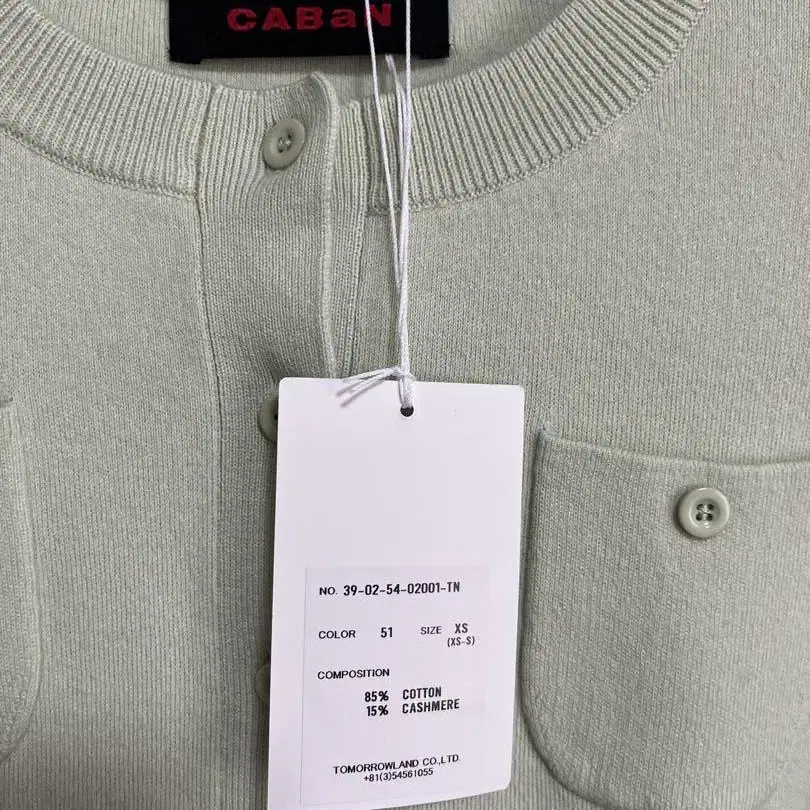 CABaN
NO. 39-02-54-02001-TN
COLOR 51 SIZE XS
(XS-S)
COMPOSITION
85% COTTON
15% CASHMERE
TOMORROWLAND CO.,LTD.
+81(3)54561055